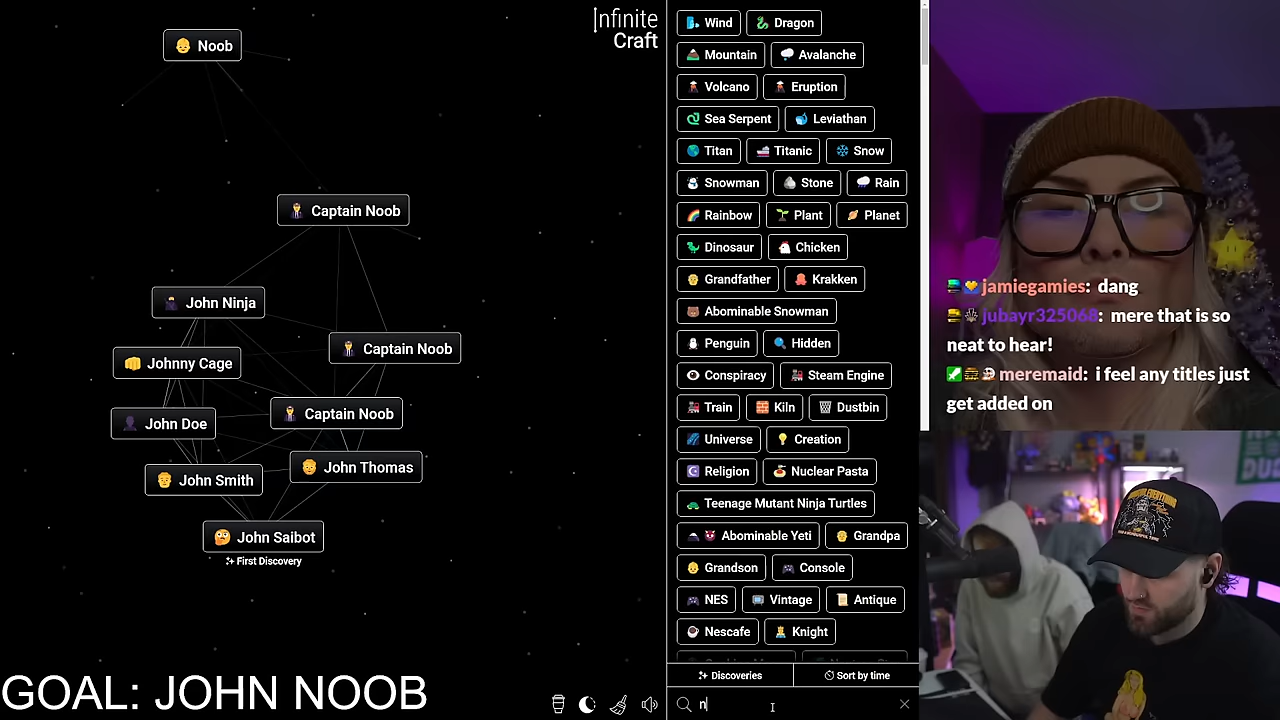 Noob
Infinite
Craft
Captain Noob
John Ninja
Captain Noob
Johnny Cage
Captain Noob
John Doe
John Thomas
John Smith
John Saibot
First Discovery
GOAL: JOHN NOOB
Wind Dragon
Mountain Avalanche
Volcano Eruption
Sea Serpent Leviathan
Titan Titanic Snow
Snowman Stone Rain
Rainbow Plant Planet
Dinosaur Chicken
Grandfather Krakken
Abominable Snowman
Penguin Hidden
Conspiracy Steam Engine
Train Kiln Dustbin
Universe Creation
Religion Nuclear Pasta
Teenage Mutant Ninja Turtles
Abominable Yeti Grandpa
Grandson Console
NES Vintage Antique
Nescafe Knight
Discoveries Sort by time
n
jamiegamies: dang
jubayr325068: mere that is so
neat to hear!
meremaid: i feel any titles just
get added on